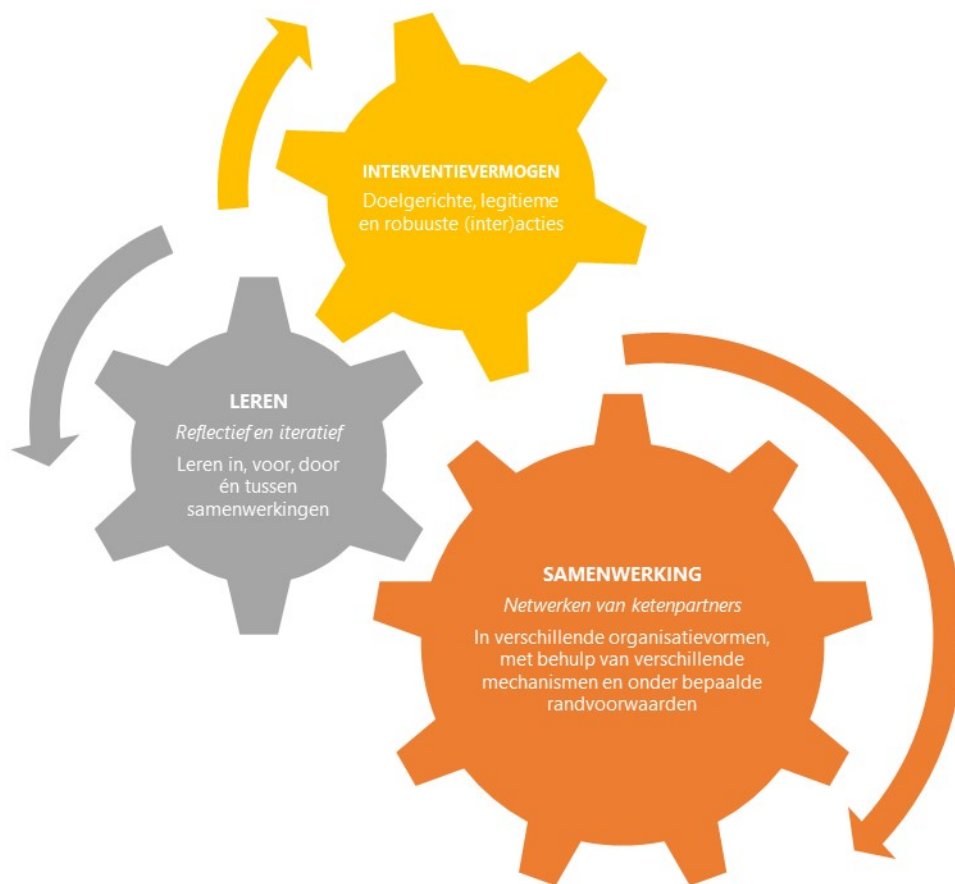 INTERVENTIEVERMOGEN
Doelgerichte, legitieme
en robuuste (inter)acties
LEREN
Reflectief en iteratief
Leren in, voor, door
én tussen
samenwerkingen
SAMENWERKING
Netwerken van ketenpartners
In verschillende organisatievormen,
met behulp van verschillende
mechanismen en onder bepaalde
randvoorwaarden